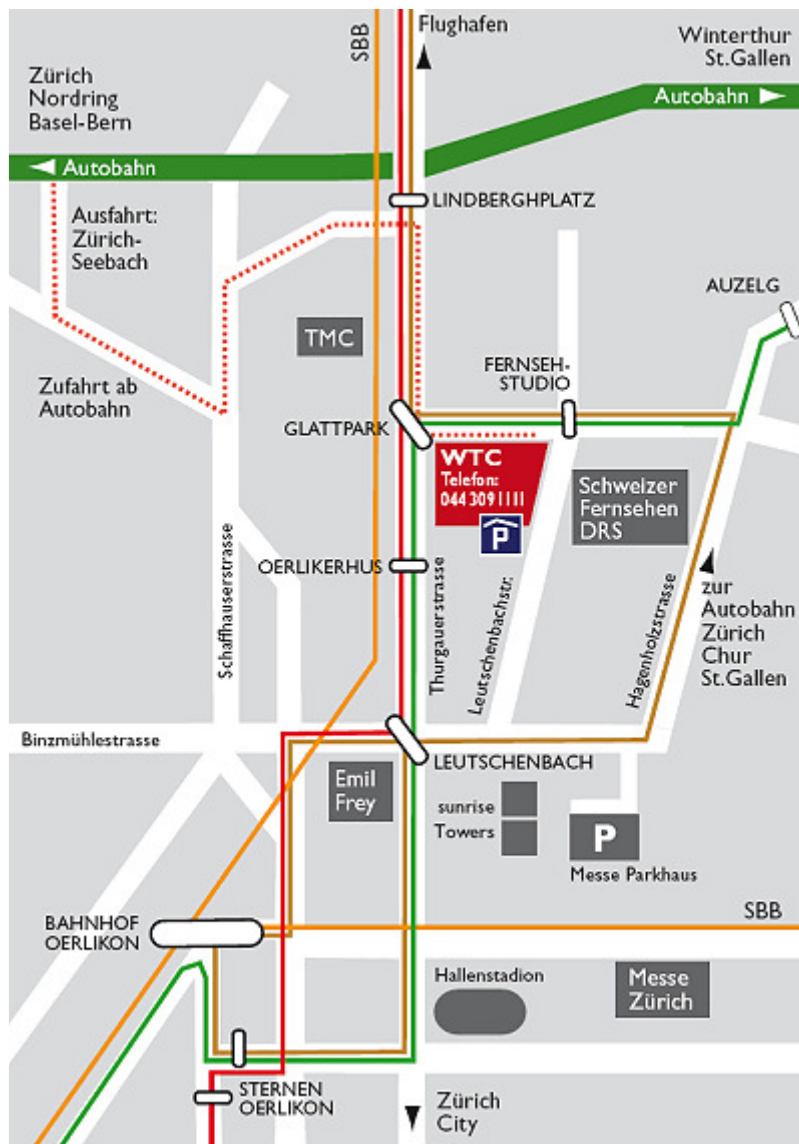 SBB
Flughafen
Winterthur
St.Gallen
Zürich
Nordring
Basel-Bern
Autobahn
Autobahn
Ausfahrt:
Zürich-
Seebach
LINDBERGHPLATZ
AUZELG
TMC
FERNSEH-
STUDIO
Zufahrt ab
Autobahn
GLATTPARK
WTC
Telefon:
044 309 1111
P
Schweizer
Fernsehen
DRS
OERLIKERHUS
Schaffhauserstrasse
Thurgauerstrasse
Leutschenbachstr.
Hagenholzstrasse
zur
Autobahn
Zürich
Chur
St.Gallen
Binzmühlestrasse
LEUTSCHENBACH
Emil
Frey
sunrise
Towers
P
Messe Parkhaus
BAHNHOF
OERLIKON
SBB
Hallenstadion
Messe
Zürich
STERNEN
OERLIKON
Zürich
City